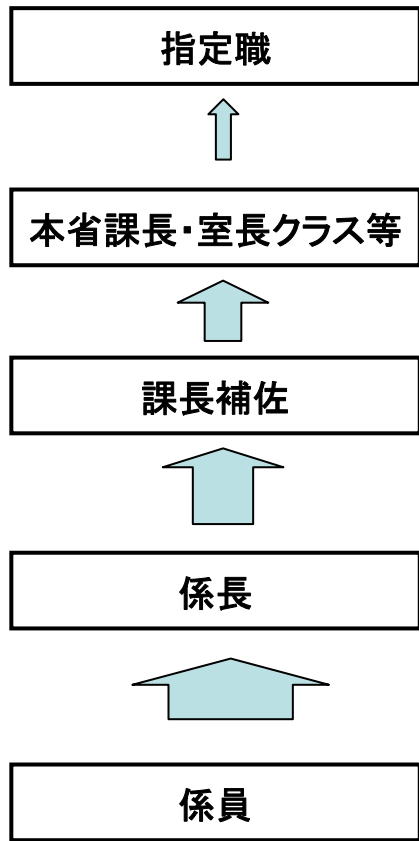 指定職
本省課長・室長クラス等
課長補佐
係長
係員